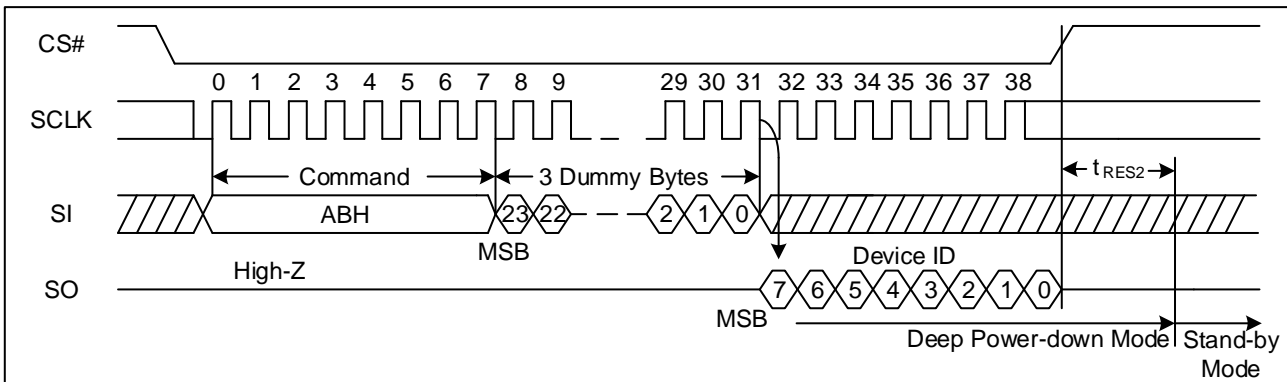 CS#
0 1 2 3 4 5 6 7 8 9 29 30 31 32 33 34 35 36 37 38
SCLK
Command 3 Dummy Bytes tRES2
SI ABH 23 22 2 1 0
MSB
High-Z Device ID
SO 7 6 5 4 3 2 1 0
MSB
Deep Power-down Mode Stand-by
Mode